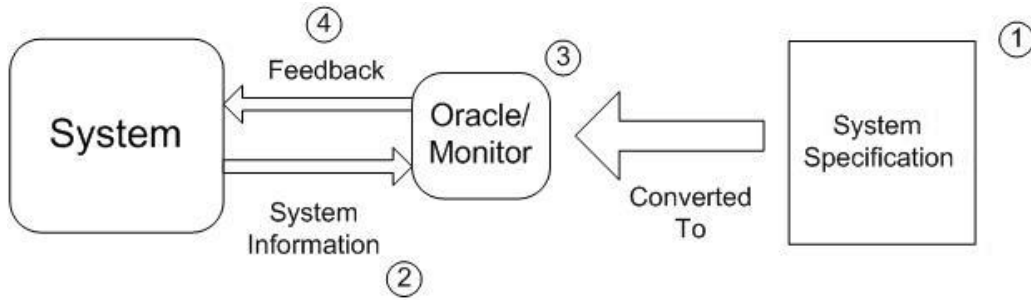 System
4
Feedback
System
Information
2
3
Oracle/
Monitor
Converted
To
1
System
Specification